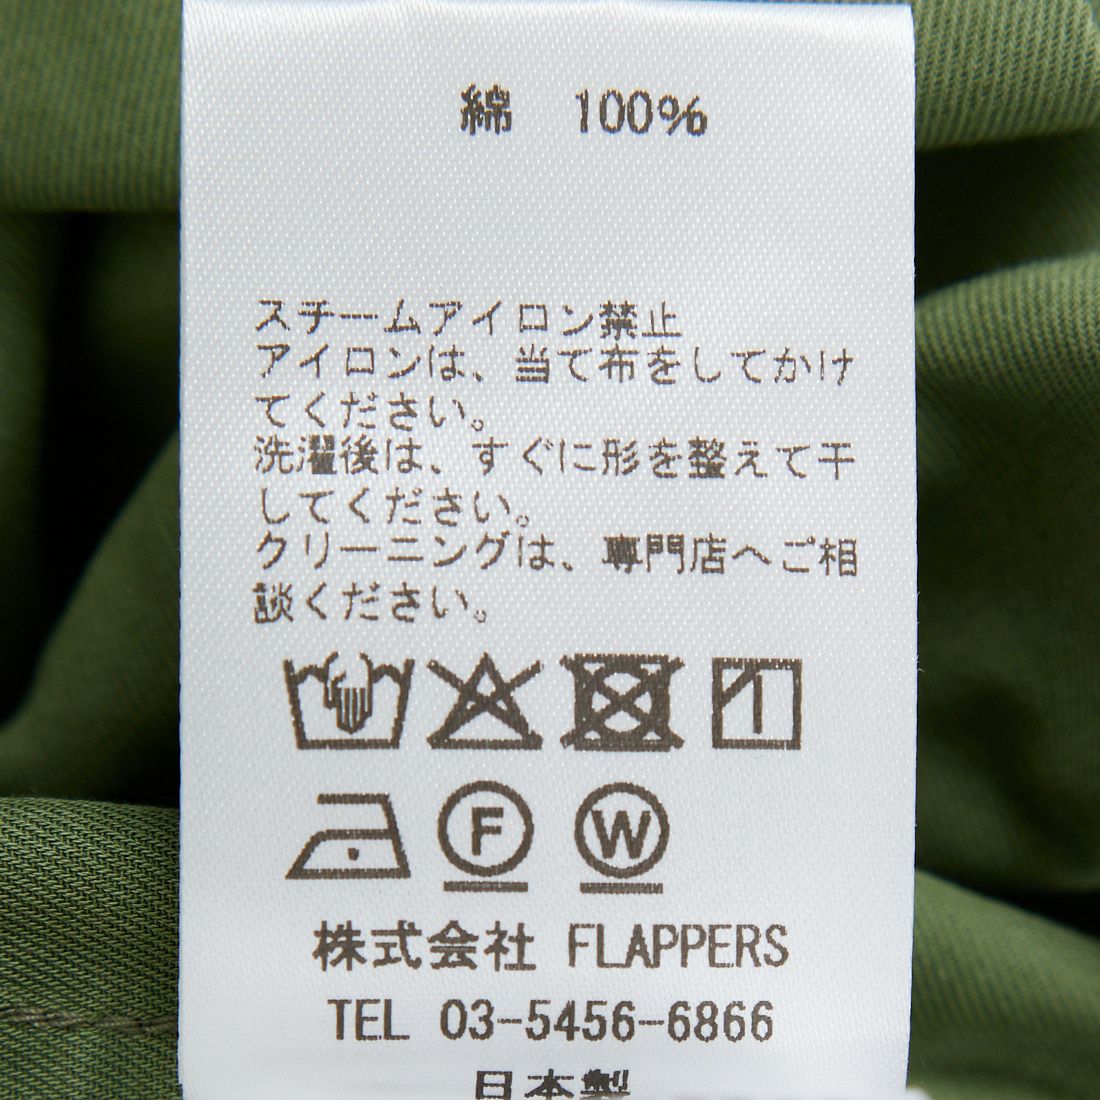 綿　100%
スチームアイロン禁止
アイロンは、当て布をしてかけ
てください。
洗濯後は、すぐに形を整えて干
してください。
クリーニングは、専門店へご相
談ください。
F W
株式会社 FLAPPERS
TEL 03-5456-6866
日本製